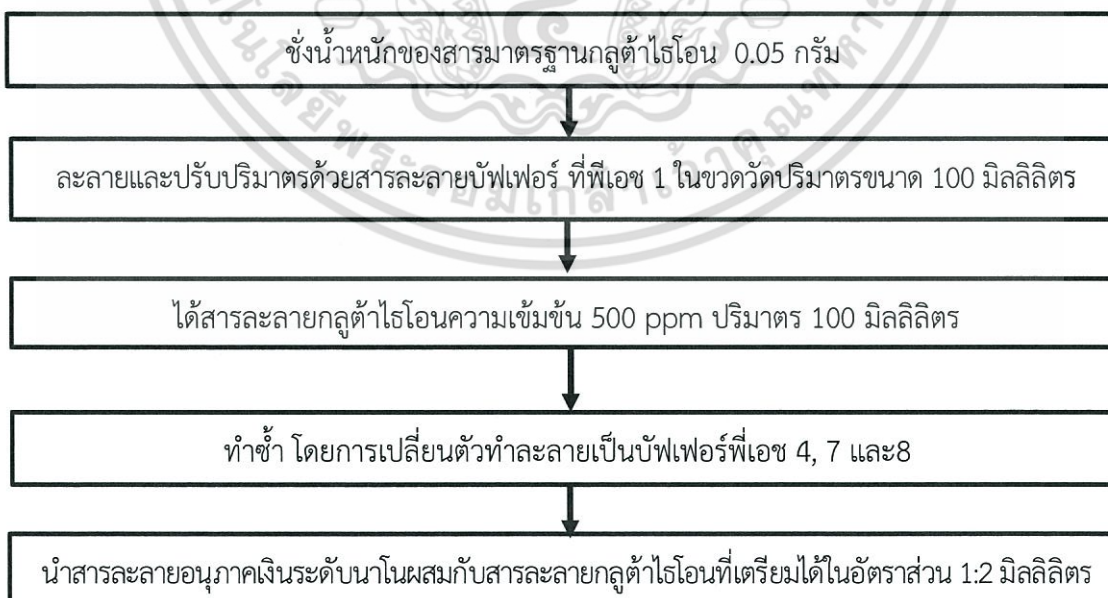 ชั่งน้ำหนักของสารมาตรฐานกลูต้าไธโอน 0.05 กรัม
ละลายและปรับปริมาตรด้วยสารละลายบัฟเฟอร์ ที่พีเอช 1 ในขวดวัดปริมาตรขนาด 100 มิลลิลิตร
ได้สารละลายกลูต้าไธโอนความเข้มข้น 500 ppm ปริมาตร 100 มิลลิลิตร
ทำซ้ำ โดยการเปลี่ยนตัวทำละลายเป็นบัฟเฟอร์พีเอช 4, 7 และ8
นำสารละลายอนุภาคเงินระดับนาโนผสมกับสารละลายกลูต้าไธโอนที่เตรียมได้ในอัตราส่วน 1:2 มิลลิลิตร